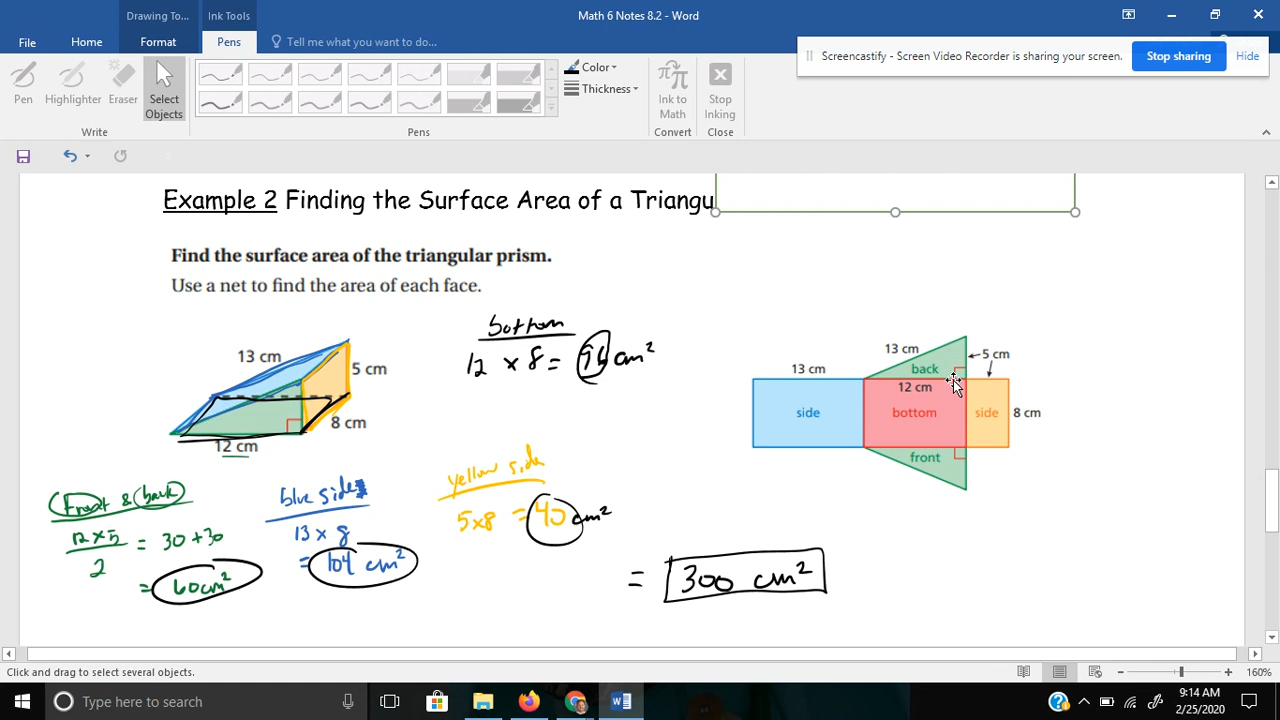 Drawing To...
Ink Tools
Math 6 Notes 8.2 - Word
File
Home
Format
Pens
Tell me what you want to do...
Screencastify - Screen Video Recorder is sharing your screen.
Stop sharing
Hide
Pen
Highlighter
Eraser
Select Objects
Color
Thickness
Ink to Math
Stop Inking
Write
Pens
Convert
Close
Example 2 Finding the Surface Area of a Triangu
Find the surface area of the triangular prism.
Use a net to find the area of each face.
bottom
12 x 8 = 96 cm²
13 cm
5 cm
8 cm
12 cm
13 cm
13 cm
5 cm
back
12 cm
side
bottom
side
8 cm
front
Front & back
12 x 5
2
= 30 + 30
= 60 cm²
blue side
13 x 8
= 104 cm²
yellow side
5x8 = 40 cm²
= 300 cm²
Click and drag to select several objects.
160%
Type here to search
9:14 AM
2/25/2020